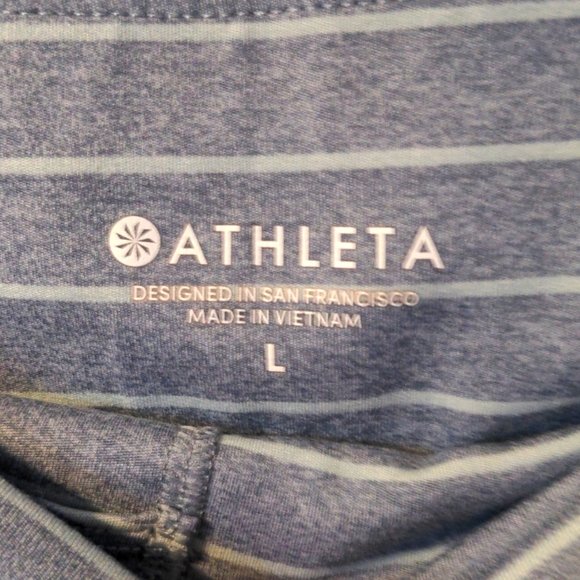 ATHLETA
DESIGNED IN SAN FRANCISCO
MADE IN VIETNAM
L